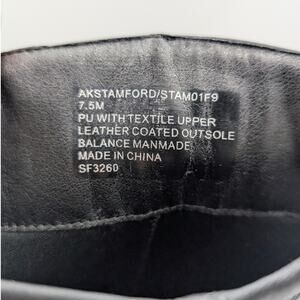 AKSTAMFORD/STAM01F9
7.5M
PU WITH TEXTILE UPPER
LEATHER COATED OUTSOLE
BALANCE MANMADE
MADE IN CHINA
SF3260